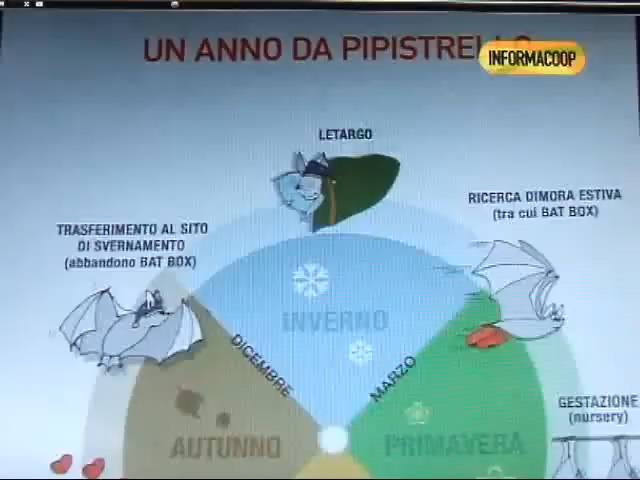 UN ANNO DA PIPISTRELLO
INFORMACOOP
LETARGO
RICERCA DIMORA ESTIVA
(tra cui BAT BOX)
TRASFERIMENTO AL SITO
DI SVERNAMENTO
(abbandono BAT BOX)
INVERNO
DICEMBRE
MARZO
GESTAZIONE
(nursery)
AUTUNNO
PRIMAVERA